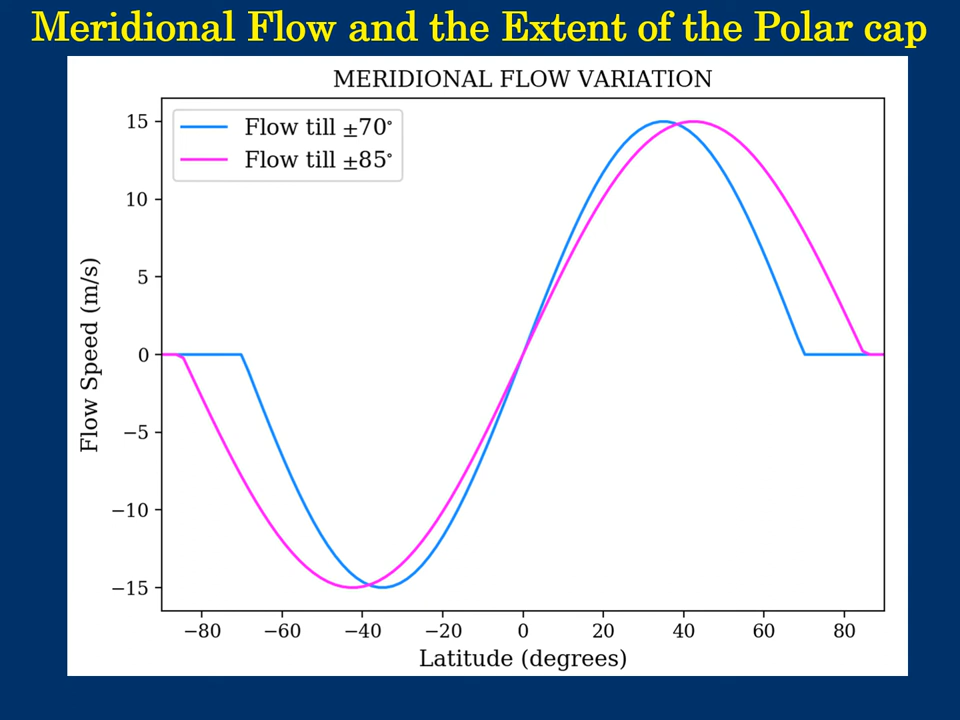 Meridional Flow and the Extent of the Polar cap
MERIDIONAL FLOW VARIATION
Flow till ±70°
Flow till ±85°
15
10
5
0
−5
−10
−15
Flow Speed (m/s)
−80 −60 −40 −20 0 20 40 60 80
Latitude (degrees)